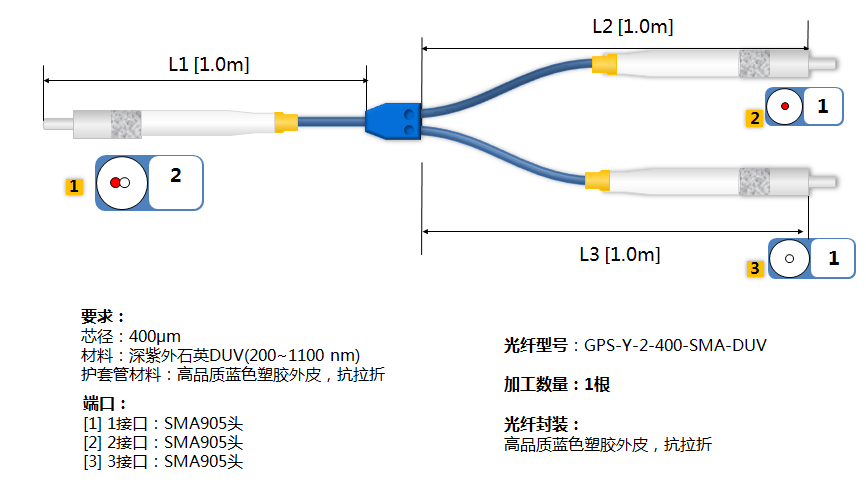 L1 [1.0m]
L2 [1.0m]
1
2
2
1
L3 [1.0m]
3
1
要求：
芯径：400μm
材料：深紫外石英DUV(200~1100 nm)
护套管材料：高品质蓝色塑胶外皮，抗拉折
端口：
[1] 1接口：SMA905头
[2] 2接口：SMA905头
[3] 3接口：SMA905头
光纤型号：GPS-Y-2-400-SMA-DUV
加工数量：1根
光纤封装：
高品质蓝色塑胶外皮，抗拉折